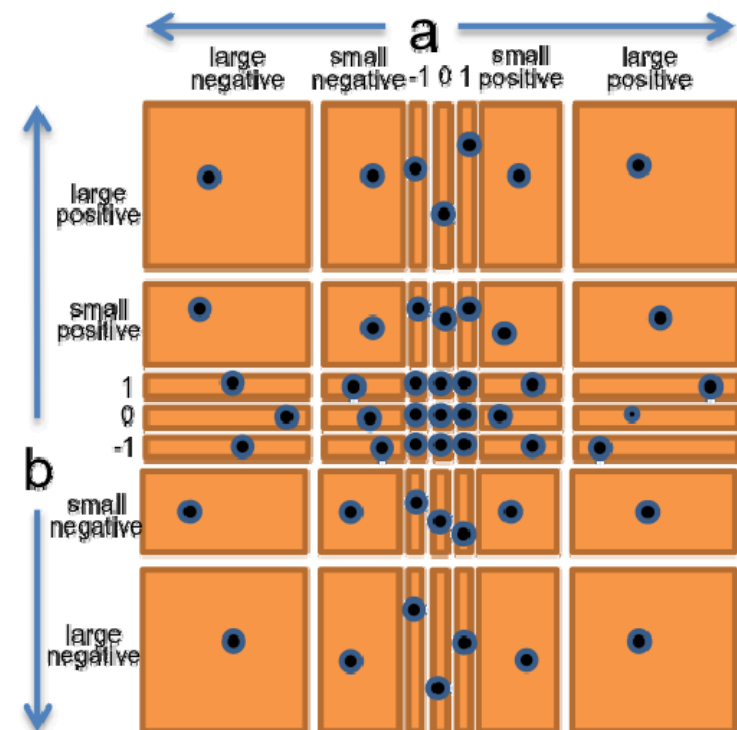 a
large
negative
small
negative
-1 0 1
small
positive
large
positive
large
positive
small
positive
1
0
-1
b
small
negative
large
negative